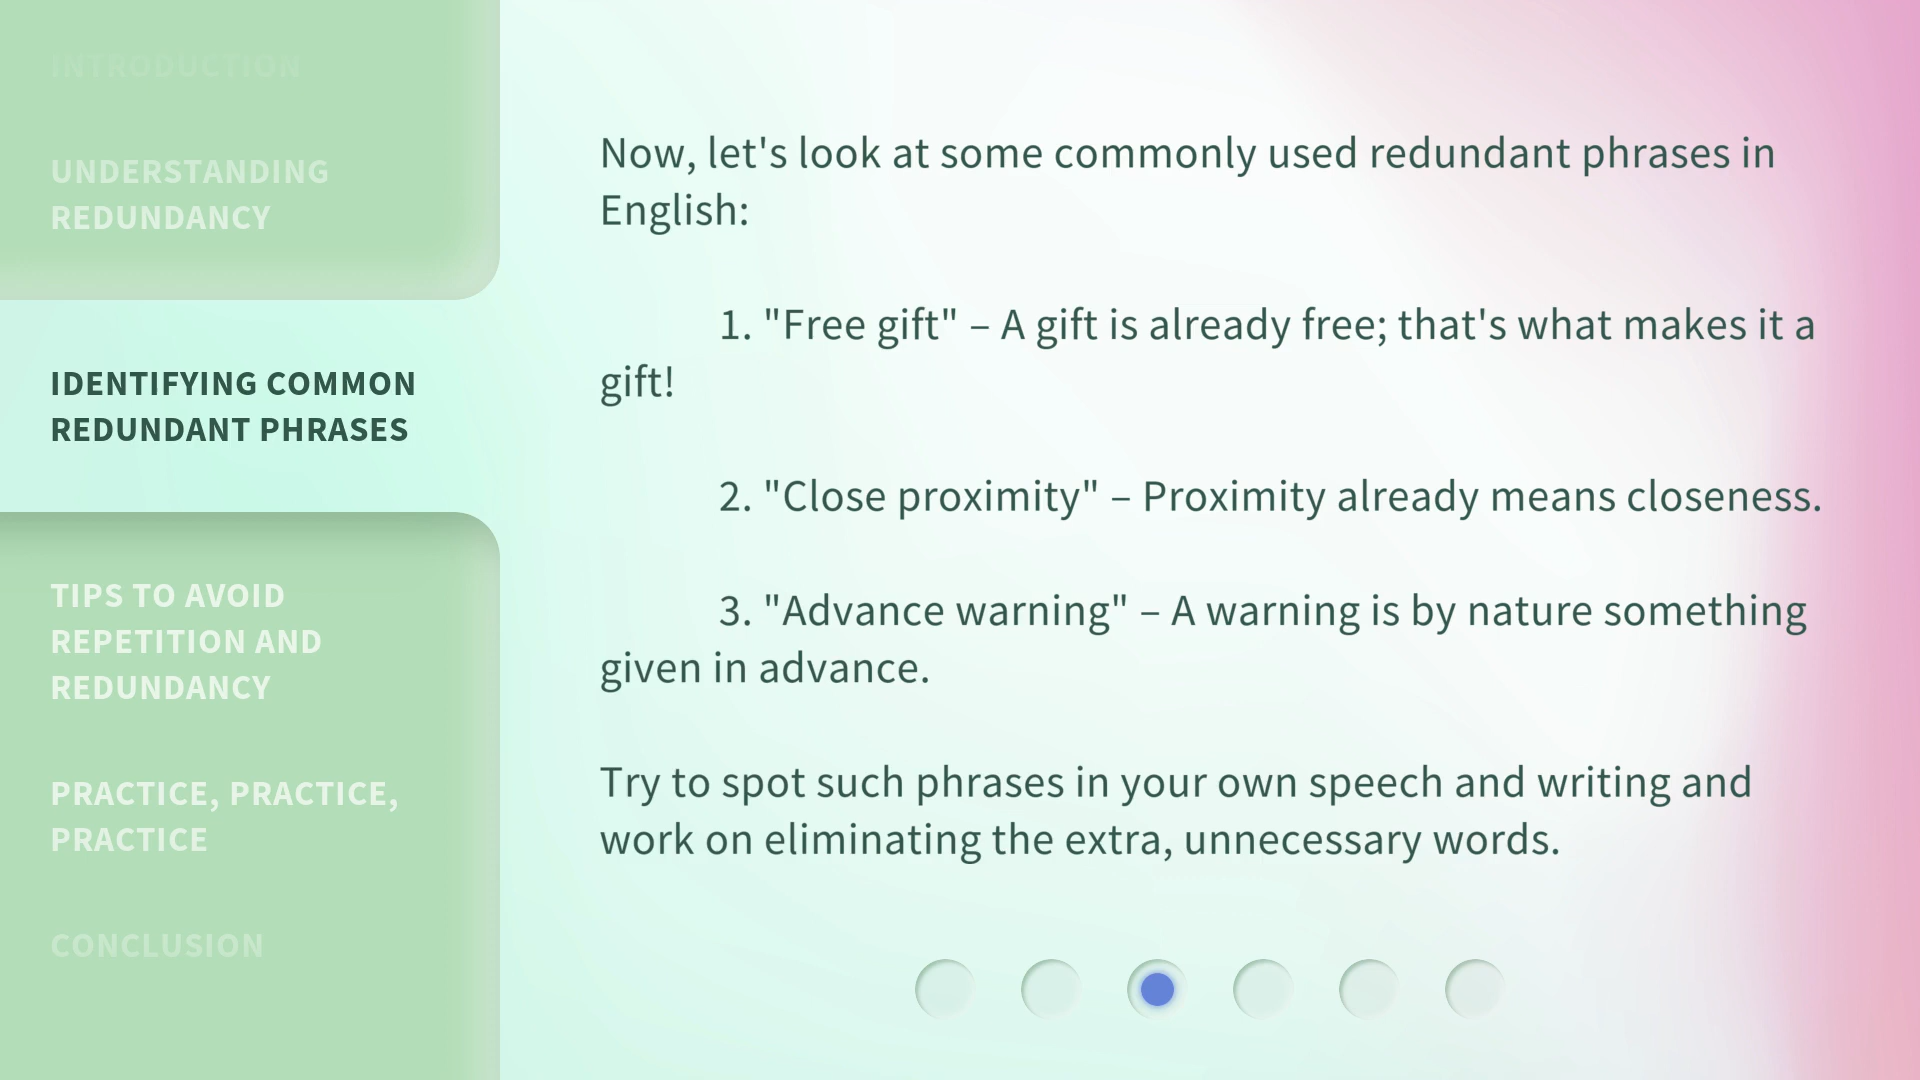 INTRODUCTION
UNDERSTANDING
REDUNDANCY
IDENTIFYING COMMON
REDUNDANT PHRASES
TIPS TO AVOID
REPETITION AND
REDUNDANCY
PRACTICE, PRACTICE,
PRACTICE
CONCLUSION
Now, let's look at some commonly used redundant phrases in
English:
1. "Free gift" – A gift is already free; that's what makes it a
gift!
2. "Close proximity" – Proximity already means closeness.
3. "Advance warning" – A warning is by nature something
given in advance.
Try to spot such phrases in your own speech and writing and
work on eliminating the extra, unnecessary words.